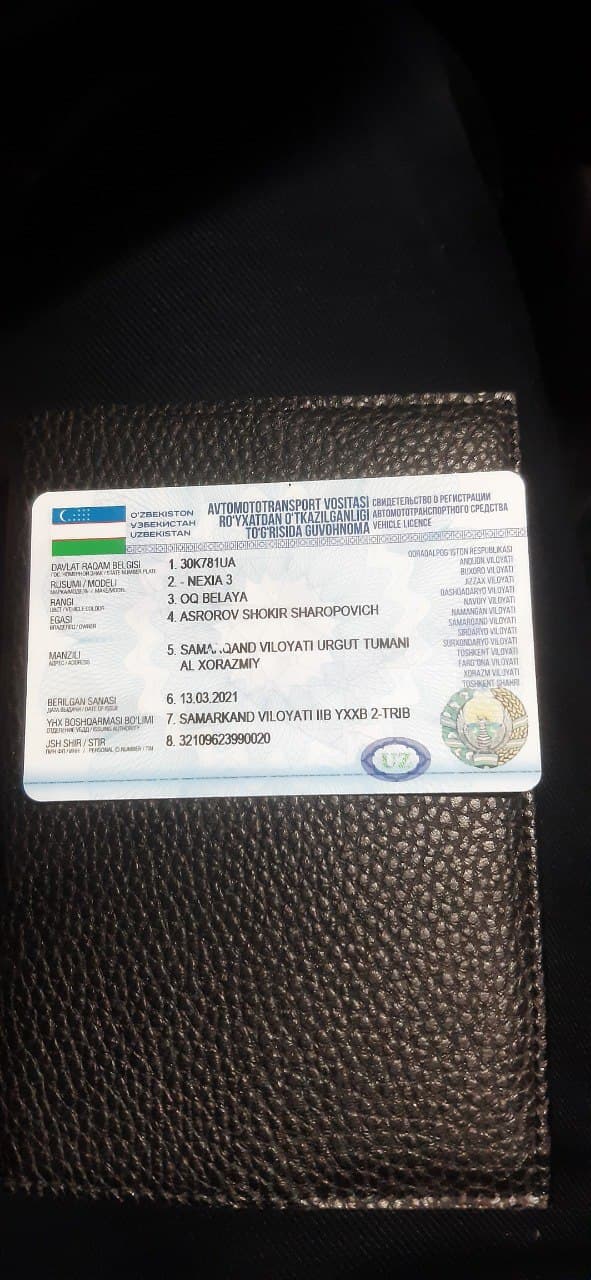 O'ZBEKISTON
ЎЗБЕКИСТАН
UZBEKISTAN
AVTOMOTOTRANSPORT VOSITASI
RO'YXATDAN O'TKAZILGANLIGI
TO'G'RISIDA GUVOHNOMA
СВИДЕТЕЛЬСТВО О РЕГИСТРАЦИИ
АВТОМОТОТРАНСПОРТНОГО СРЕДСТВА
VEHICLE LICENCE
DAVLAT RAQAM BELGISI
ГОС. НОМЕРНОЙ ЗНАК / STATE NUMBER PLATE
1. 30K781UA
RUSUMI / MODELI
МАРКА/МОДЕЛЬ / MAKE/MODEL
2. - NEXIA 3
RANGI
ЦВЕТ / VEHICLE COLOUR
3. OQ BELAYA
EGASI
ВЛАДЕЛЕЦ / OWNER
4. ASROROV SHOKIR SHAROPOVICH
MANZILI
АДРЕС / ADDRESS
5. VILOYATI URGUT TUMANI
AL XORAZMIY
BERILGAN SANASI
ДАТА ВЫДАЧИ / DATE OF ISSUE
6. 13.03.2021
YHX BOSHQARMASI BO'LIMI
ОТДЕЛЕНИЕ УБДД / ISSUING AUTHORITY
7. SAMARKAND VILOYATI IIB YXXB 2-TRIB
JSH SHIR / STIR
/ PERSONAL ID NUMBER / TIN
8. 32109623990020
QORAQALPOG'ISTON RESPUBLIKASI
ANDIJON VILOYATI
BUXORO VILOYATI
JIZZAX VILOYATI
QASHQADARYO VILOYATI
NAVOIY VILOYATI
NAMANGAN VILOYATI
SAMARQAND VILOYATI
SIRDARYO VILOYATI
SURXONDARYO VILOYATI
TOSHKENT VILOYATI
FARG'ONA VILOYATI
XORAZM VILOYATI
TOSHKENT SHAHRI
UZ